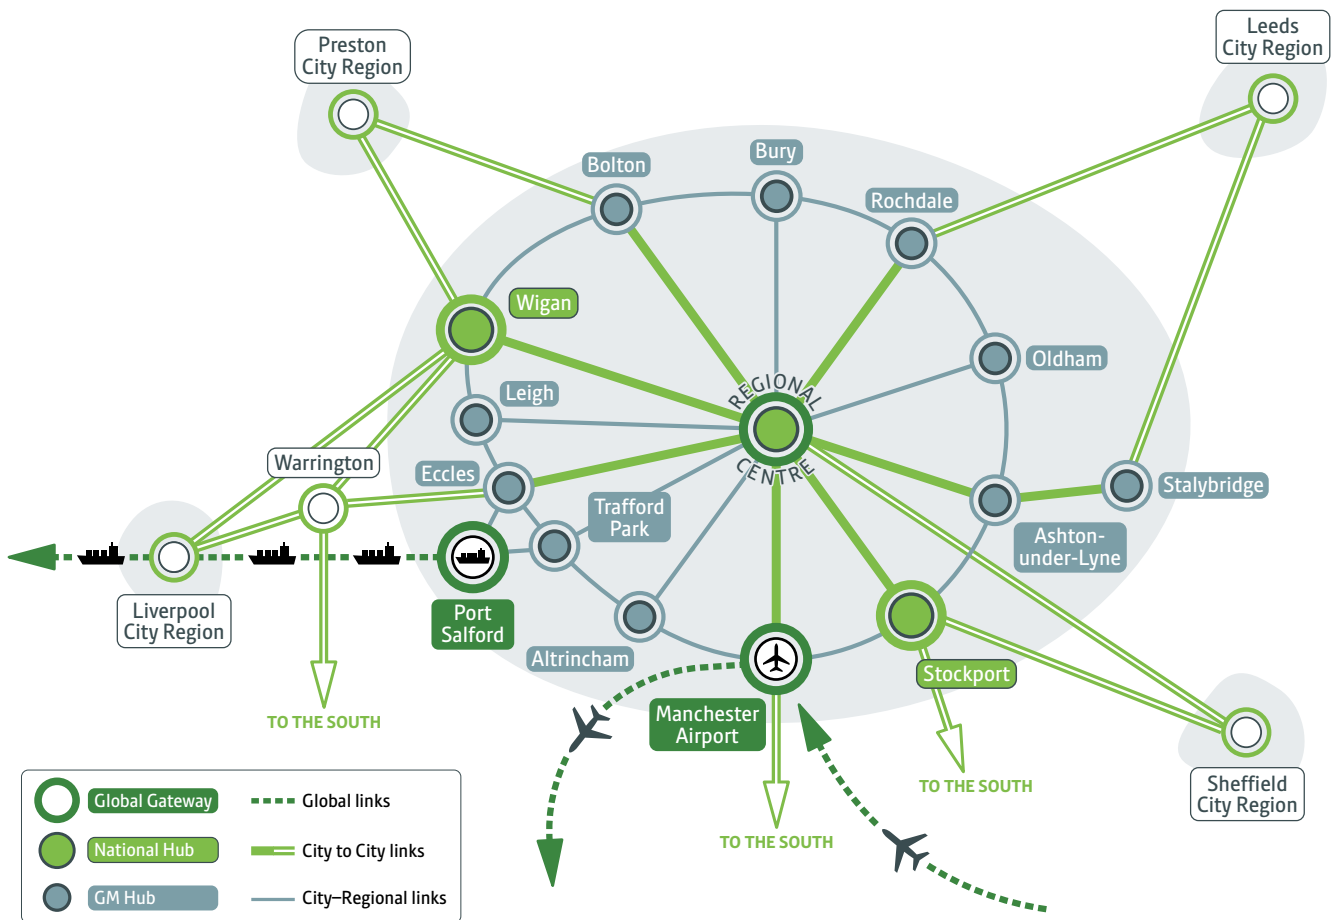 Preston
City Region
Leeds
City Region
Bury
Bolton
Rochdale
Wigan
Oldham
Leigh
REGIONAL
CENTRE
Warrington
Eccles
Stalybridge
Trafford
Park
Ashton-
under-Lyne
Liverpool
City Region
Port
Salford
Altrincham
Stockport
Manchester
Airport
TO THE SOUTH
TO THE SOUTH
TO THE SOUTH
Sheffield
City Region
Global Gateway
Global links
National Hub
City to City links
GM Hub
City–Regional links